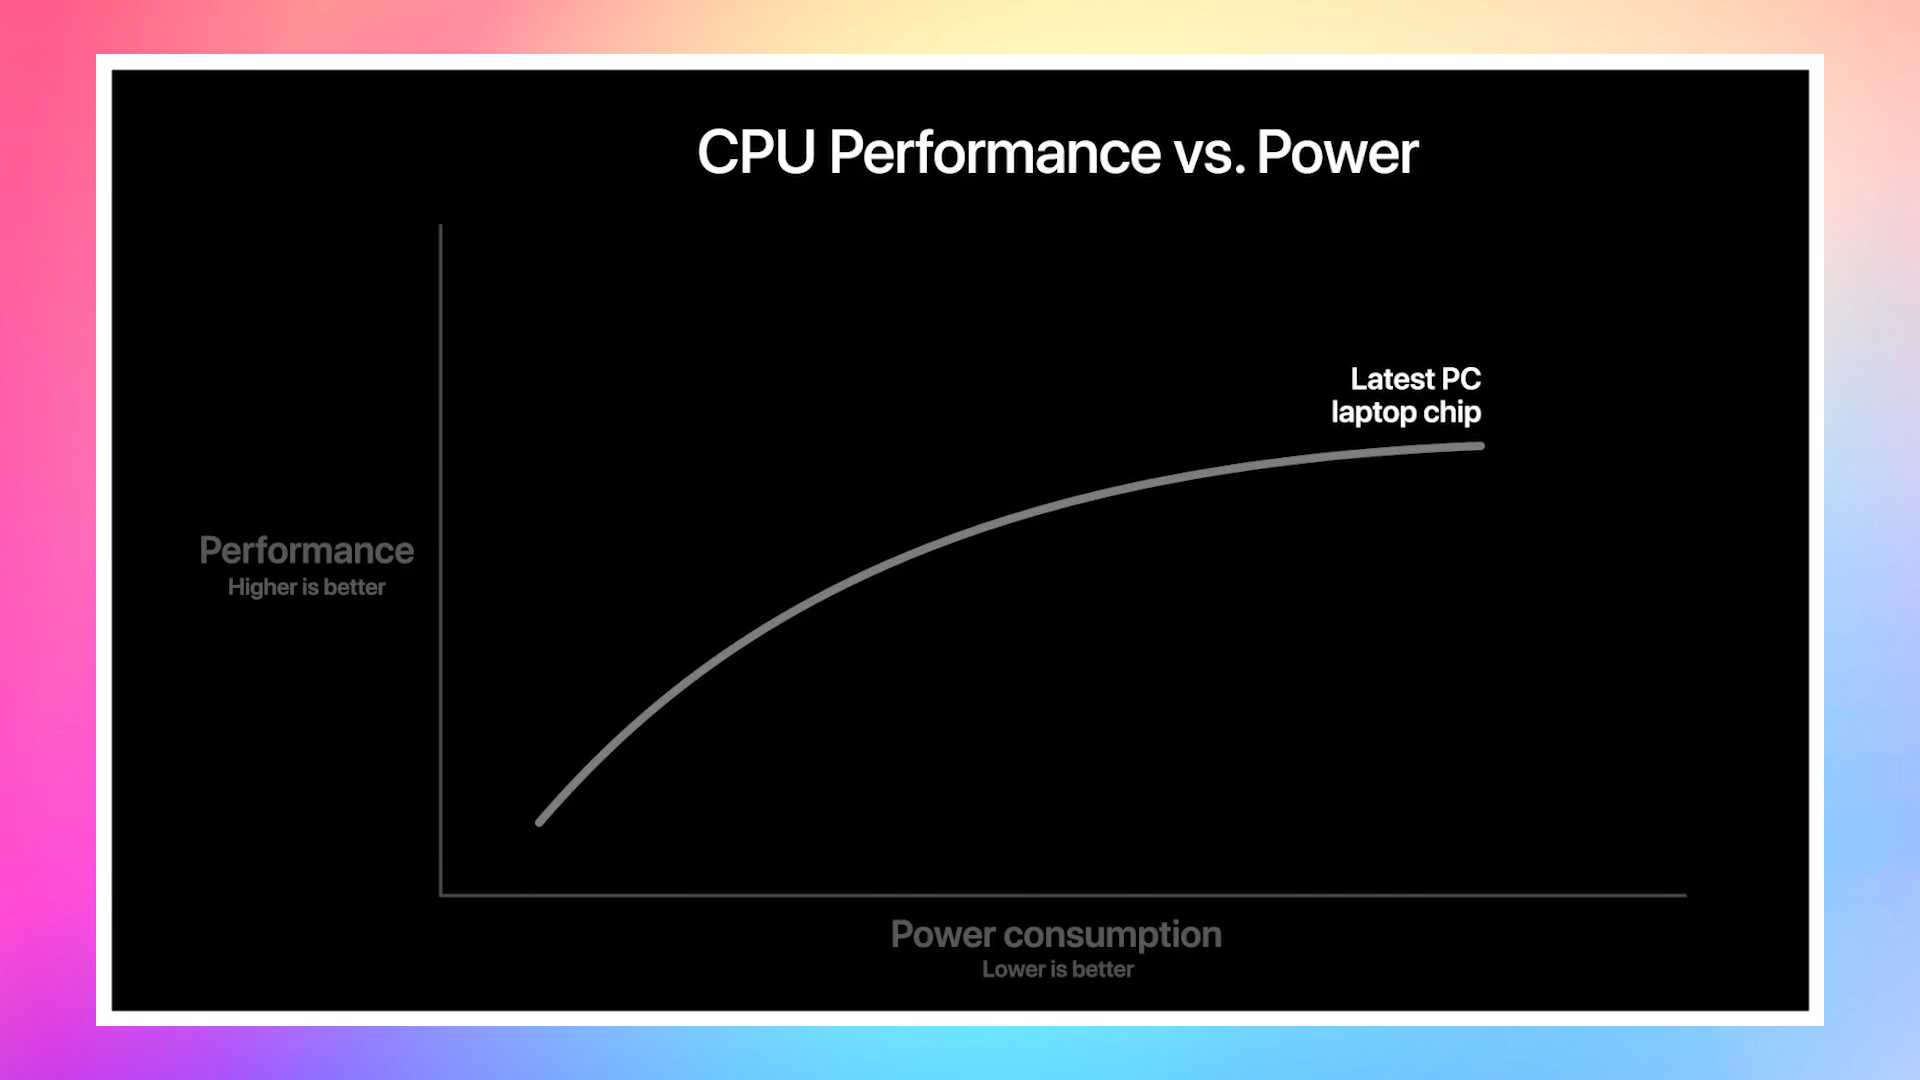 CPU Performance vs. Power
Latest PC
laptop chip
Performance
Higher is better
Power consumption
Lower is better